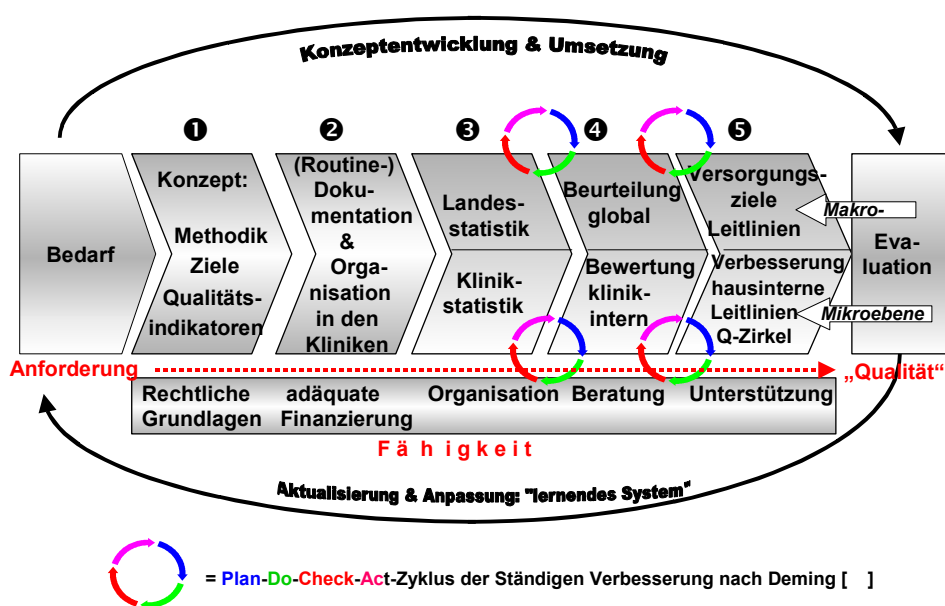 Konzeptentwicklung & Umsetzung
❶
❷
❸
❹
❺
Bedarf
Konzept:
Methodik
Ziele
Qualitäts-
indikatoren
(Routine-)
Doku-
mentation
&
Orga-
nisation
in den
Kliniken
Landes-
statistik
Klinik-
statistik
Beurteilung
global
Bewertung
klinik-
intern
Versorgungs-
ziele
Leitlinien
Verbesserung
hausinterne
Leitlinien
Q-Zirkel
Makro-
Mikroebene
Eva-
luation
Anforderung
„Qualität“
Rechtliche
Grundlagen
adäquate
Finanzierung
Organisation
Beratung
Unterstützung
Fähigkeit
Aktualisierung & Anpassung: "lernendes System"
= Plan-Do-Check-Act-Zyklus der Ständigen Verbesserung nach Deming [ ]